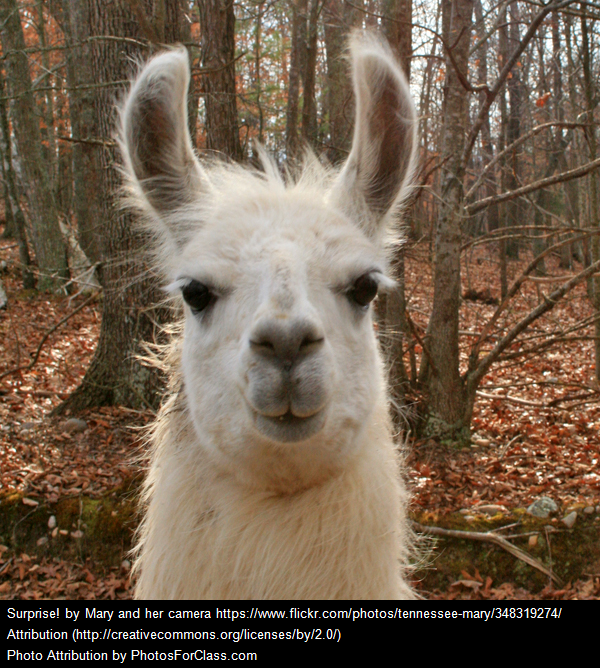 Surprise! by Mary and her camera https://www.flickr.com/photos/tennessee-mary/348319274/
Attribution (http://creativecommons.org/licenses/by/2.0/)
Photo Attribution by PhotosForClass.com